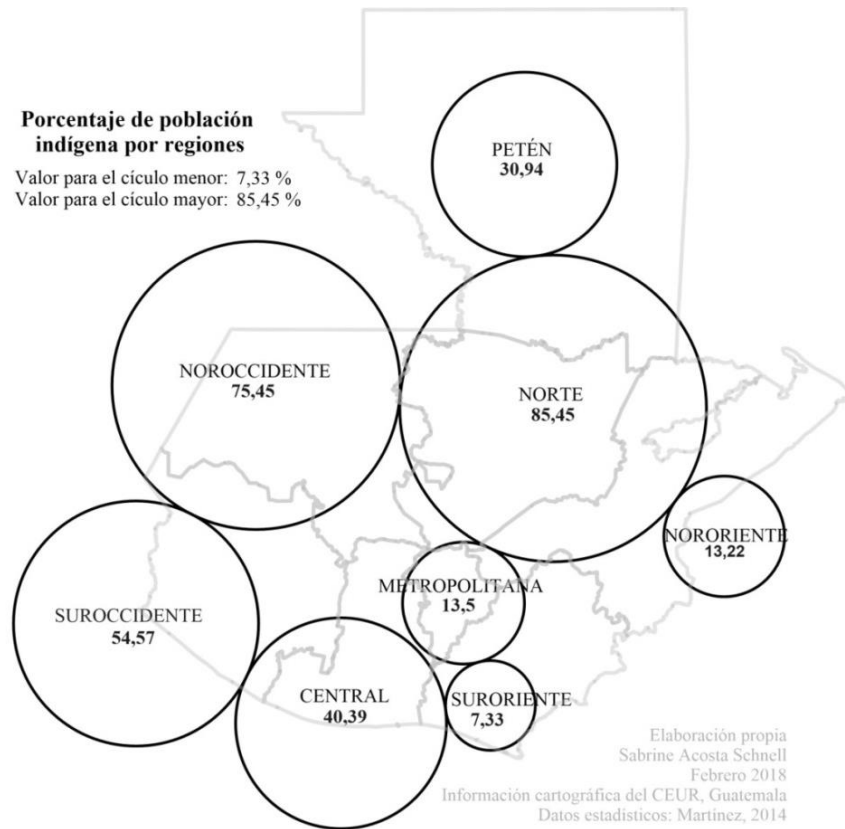 Porcentaje de población
indígena por regiones
Valor para el cículo menor: 7,33 %
Valor para el cículo mayor: 85,45 %
PETÉN
30,94
NOROCCIDENTE
75,45
NORTE
85,45
NORORIENTE
13,22
METROPOLITANA
13,5
SUROCCIDENTE
54,57
CENTRAL
40,39
SURORIENTE
7,33
Elaboración propia
Sabrine Acosta Schnell
Febrero 2018
Información cartográfica del CEUR, Guatemala
Datos estadísticos: Martínez, 2014